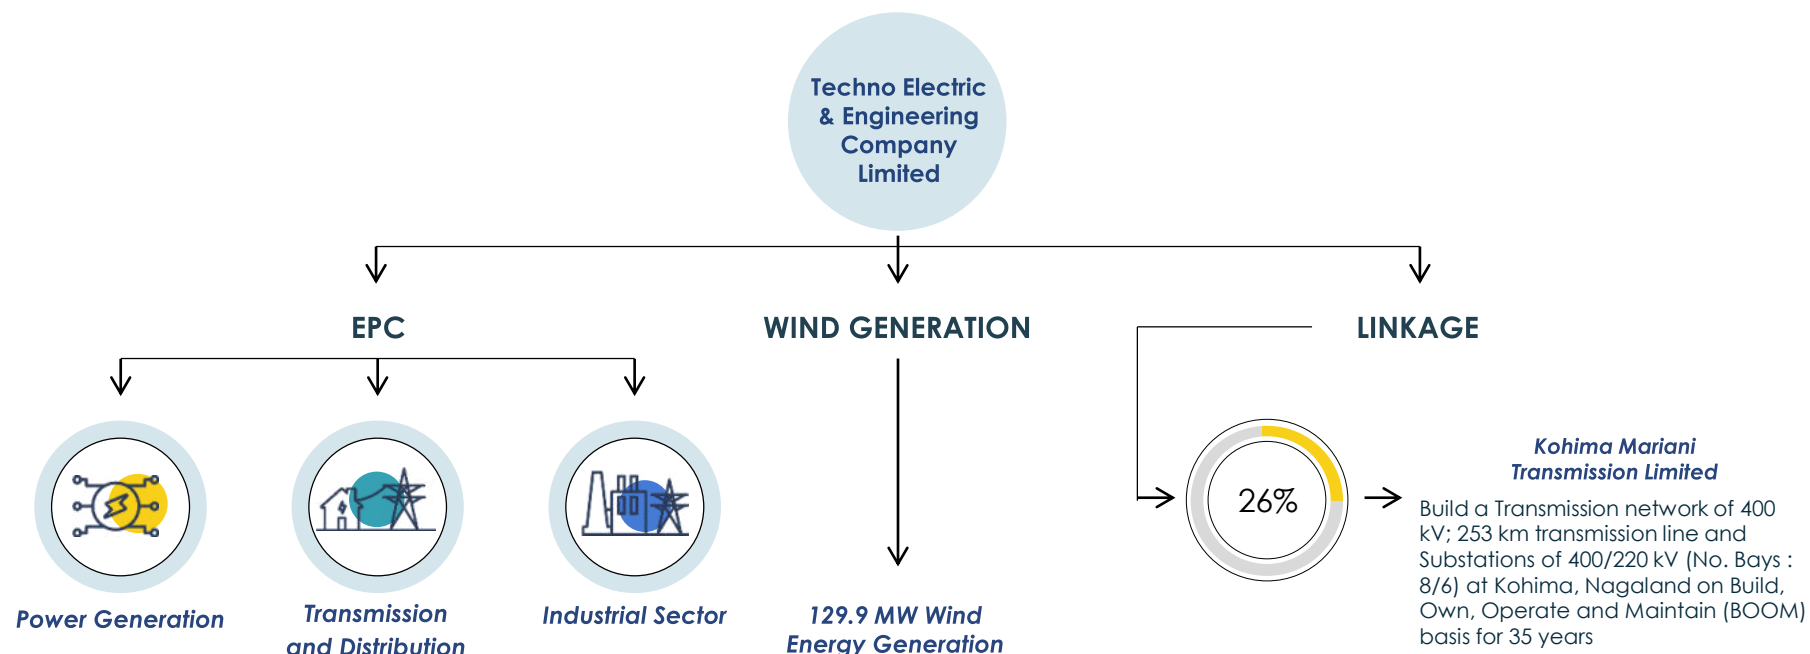 Techno Electric
& Engineering
Company
Limited
EPC
WIND GENERATION
LINKAGE
Power Generation
Transmission
and Distribution
Industrial Sector
129.9 MW Wind
Energy Generation
26%
Kohima Mariani
Transmission Limited
Build a Transmission network of 400
kV; 253 km transmission line and
Substations of 400/220 kV (No. Bays :
8/6) at Kohima, Nagaland on Build,
Own, Operate and Maintain (BOOM)
basis for 35 years